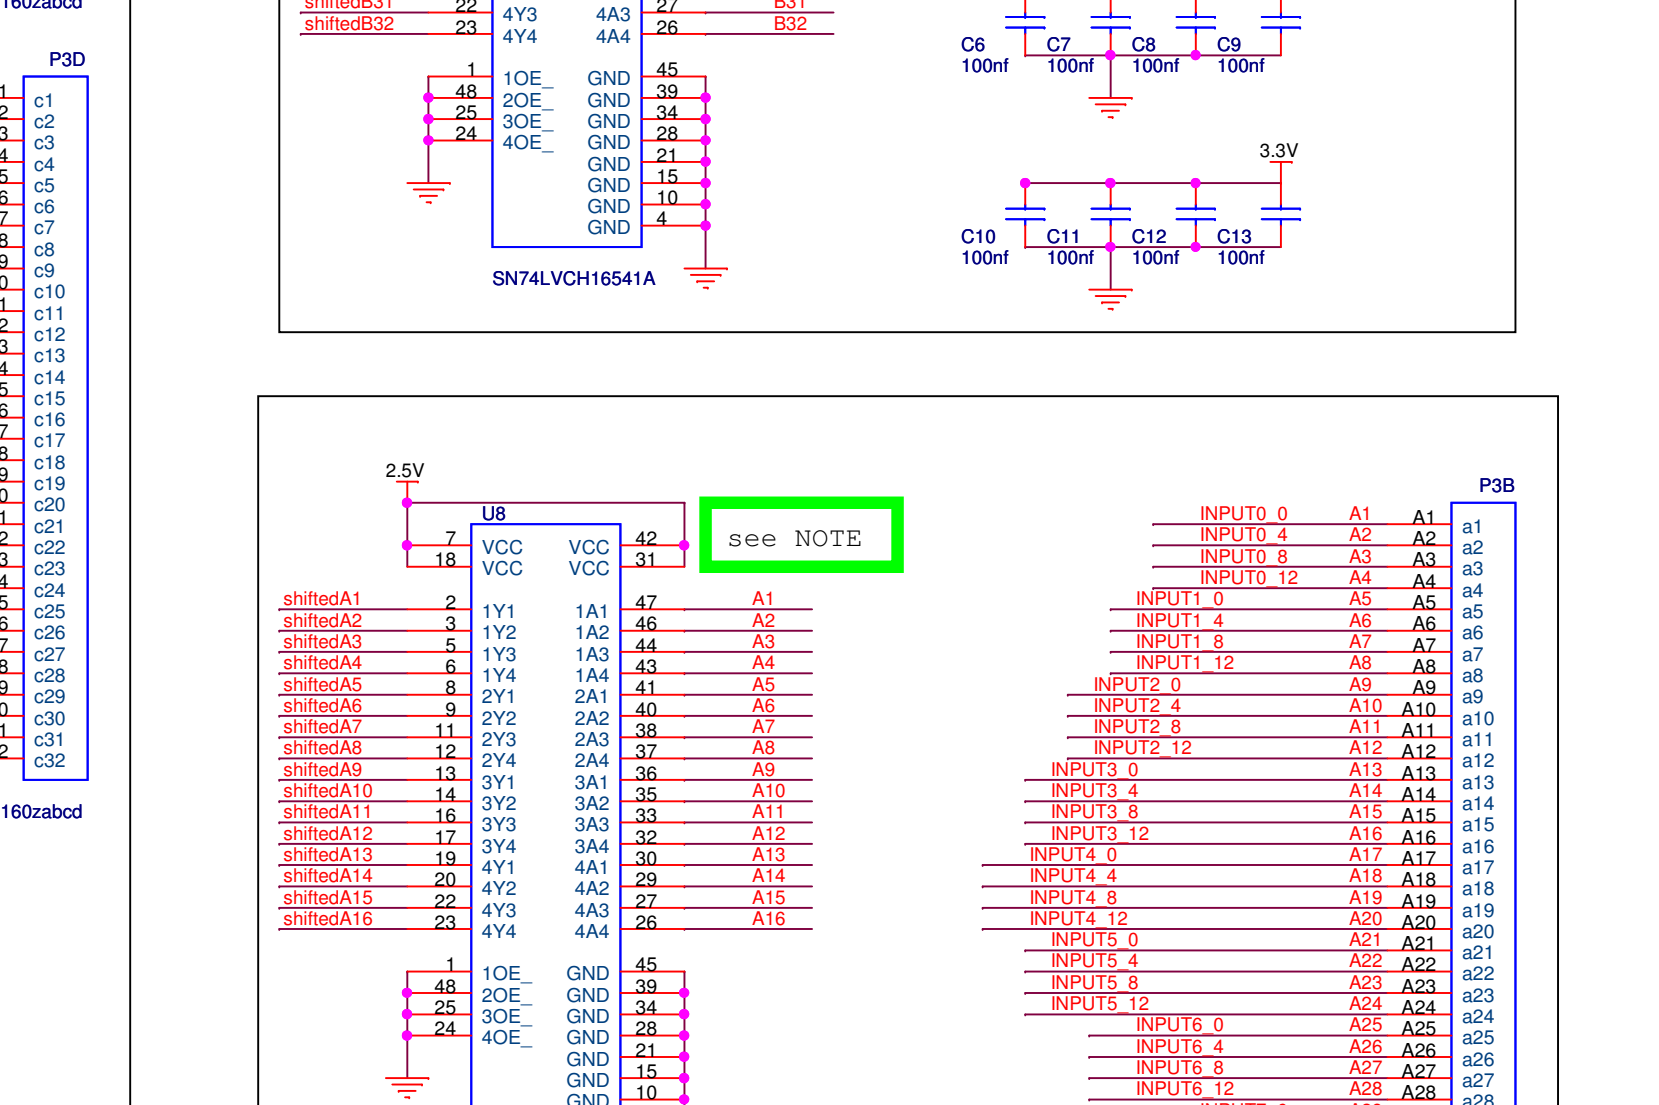 160zabcd
P3D
c1
c2
c3
c4
c5
c6
c7
c8
c9
c10
c11
c12
c13
c14
c15
c16
c17
c18
c19
c20
c21
c22
c23
c24
c25
c26
c27
c28
c29
c30
c31
c32
160zabcd
shiftedB31 22 4Y3 4A3 27 B31
shiftedB32 23 4Y4 4A4 26 B32
1 1OE_ GND 45
48 2OE_ GND 39
25 3OE_ GND 34
24 4OE_ GND 28
GND 21
GND 15
GND 10
GND 4
SN74LVCH16541A
C6 C7 C8 C9
100nf 100nf 100nf 100nf
3.3V
C10 C11 C12 C13
100nf 100nf 100nf 100nf
2.5V
U8
see NOTE
7 VCC VCC 42
18 VCC VCC 31
shiftedA1 2 1Y1 1A1 47 A1
shiftedA2 3 1Y2 1A2 46 A2
shiftedA3 5 1Y3 1A3 44 A3
shiftedA4 6 1Y4 1A4 43 A4
shiftedA5 8 2Y1 2A1 41 A5
shiftedA6 9 2Y2 2A2 40 A6
shiftedA7 11 2Y3 2A3 38 A7
shiftedA8 12 2Y4 2A4 37 A8
shiftedA9 13 3Y1 3A1 36 A9
shiftedA10 14 3Y2 3A2 35 A10
shiftedA11 16 3Y3 3A3 33 A11
shiftedA12 17 3Y4 3A4 32 A12
shiftedA13 19 4Y1 4A1 30 A13
shiftedA14 20 4Y2 4A2 29 A14
shiftedA15 22 4Y3 4A3 27 A15
shiftedA16 23 4Y4 4A4 26 A16
1 1OE_ GND 45
48 2OE_ GND 39
25 3OE_ GND 34
24 4OE_ GND 28
GND 21
GND 15
GND 10
P3B
INPUT0_0 A1 A1 a1
INPUT0_4 A2 A2 a2
INPUT0_8 A3 A3 a3
INPUT0_12 A4 A4 a4
INPUT1_0 A5 A5 a5
INPUT1_4 A6 A6 a6
INPUT1_8 A7 A7 a7
INPUT1_12 A8 A8 a8
INPUT2_0 A9 A9 a9
INPUT2_4 A10 A10 a10
INPUT2_8 A11 A11 a11
INPUT2_12 A12 A12 a12
INPUT3_0 A13 A13 a13
INPUT3_4 A14 A14 a14
INPUT3_8 A15 A15 a15
INPUT3_12 A16 A16 a16
INPUT4_0 A17 A17 a17
INPUT4_4 A18 A18 a18
INPUT4_8 A19 A19 a19
INPUT4_12 A20 A20 a20
INPUT5_0 A21 A21 a21
INPUT5_4 A22 A22 a22
INPUT5_8 A23 A23 a23
INPUT5_12 A24 A24 a24
INPUT6_0 A25 A25 a25
INPUT6_4 A26 A26 a26
INPUT6_8 A27 A27 a27
INPUT6_12 A28 A28 a28